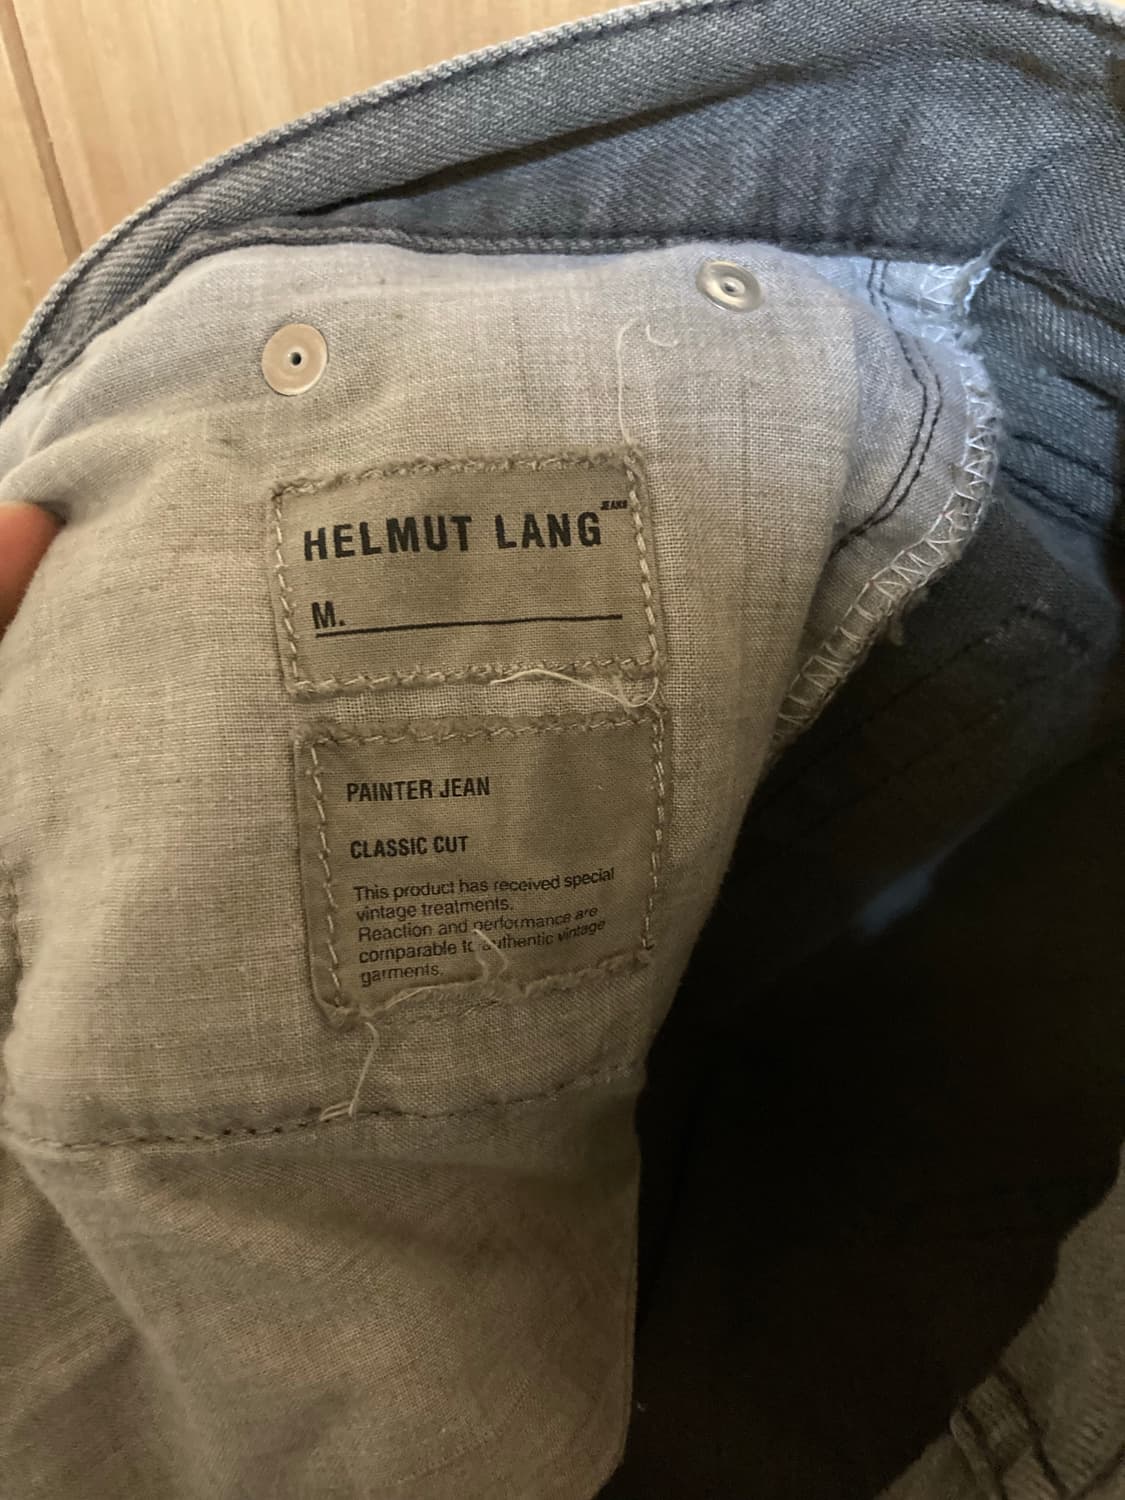 HELMUT LANG JEANS
M.
PAINTER JEAN
CLASSIC CUT
This product has received special
vintage treatments.
Reaction and performance are
comparable to authentic vintage
garments.